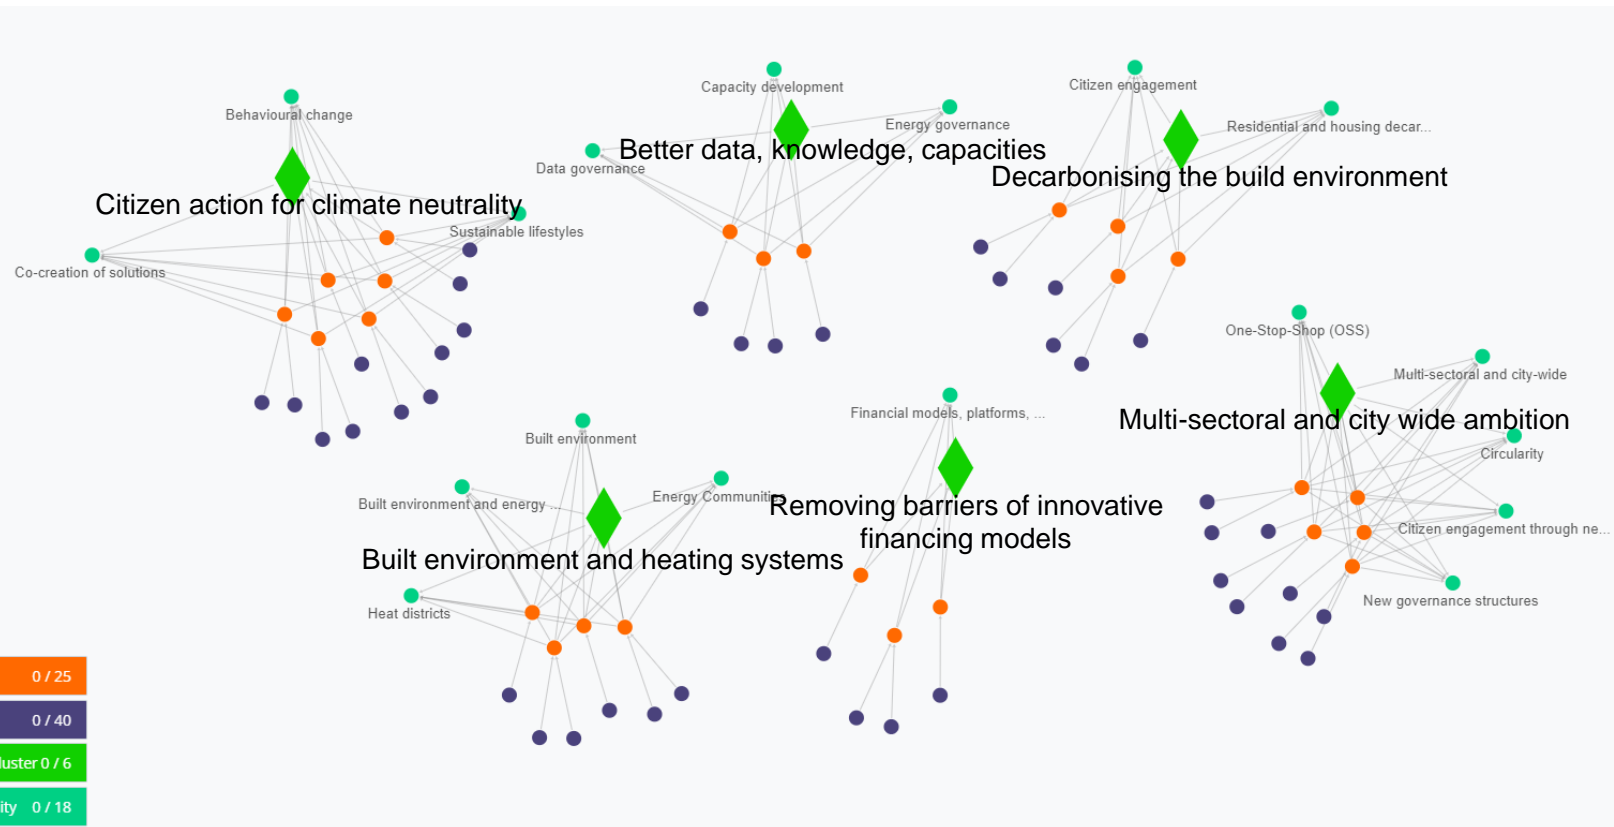 Behavioural change
Citizen action for climate neutrality
Sustainable lifestyles
Co-creation of solutions
Capacity development
Energy governance
Better data, knowledge, capacities
Data governance
Citizen engagement
Residential and housing decar...
Decarbonising the build environment
One-Stop-Shop (OSS)
Multi-sectoral and city-wide
Multi-sectoral and city wide ambition
Circularity
Citizen engagement through ne...
New governance structures
Financial models, platforms, ...
Removing barriers of innovative
financing models
Built environment
Built environment and energy ...
Energy Communities
Built environment and heating systems
Heat districts
0 / 25
0 / 40
luster 0 / 6
ity 0 / 18